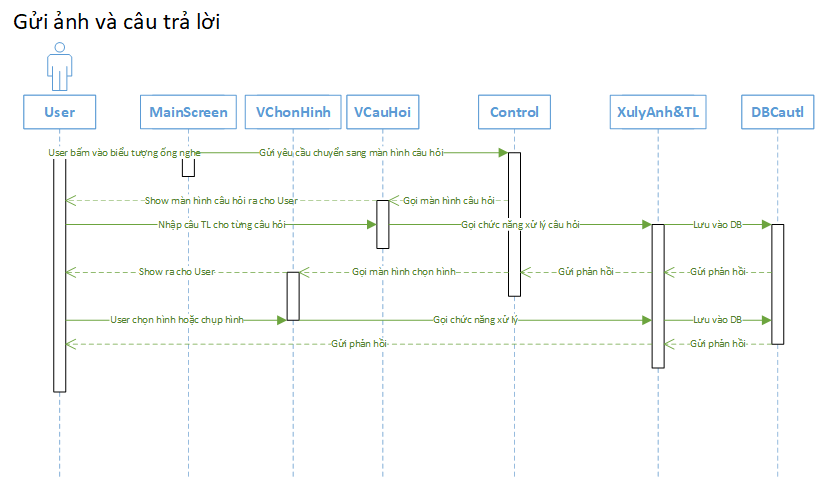 Gửi ảnh và câu trả lời
User
MainScreen
VChonHinh
VCauHoi
Control
XulyAnh&TL
DBCautl
User bấm vào biểu tượng ống nghe
Gửi yêu cầu chuyển sang màn hình câu hỏi
Show màn hình câu hỏi ra cho User
Gọi màn hình câu hỏi
Nhập câu TL cho từng câu hỏi
Gọi chức năng xử lý câu hỏi
Lưu vào DB
Show ra cho User
Gọi màn hình chọn hình
Gửi phản hồi
Gửi phản hồi
User chọn hình hoặc chụp hình
Gọi chức năng xử lý
Lưu vào DB
Gửi phản hồi
Gửi phản hồi